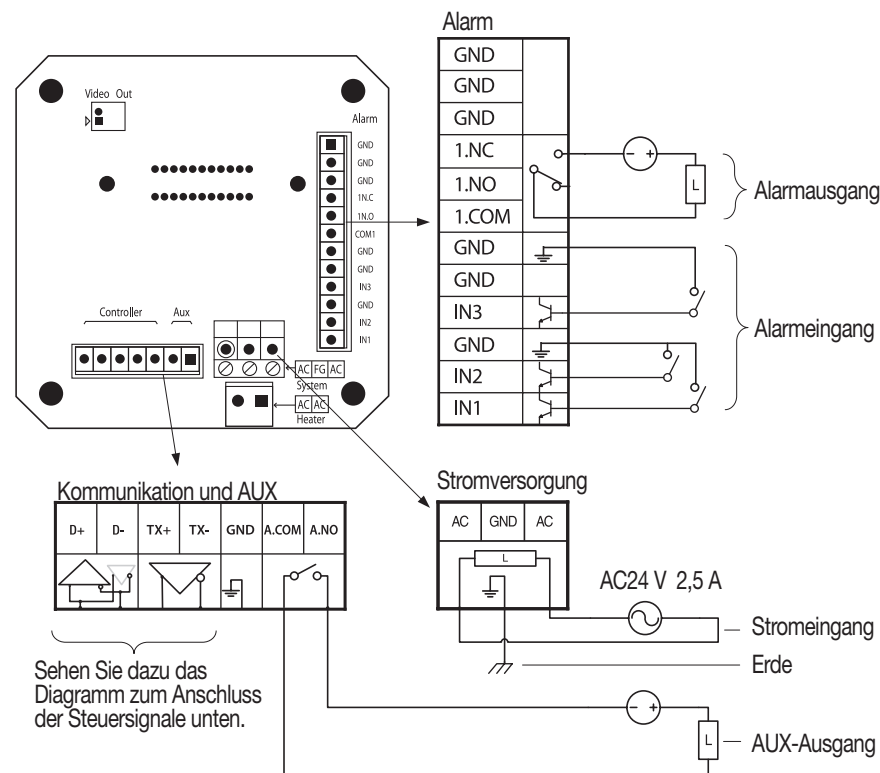 Video Out
Alarm
GND
GND
GND
1N.C
1N.O
COM1
GND
GND
IN3
GND
IN2
IN1
Controller Aux
AC FG AC
System
AC AC
Heater
Alarm
GND
GND
GND
1.NC
1.NO
1.COM
GND
GND
IN3
GND
IN2
IN1
- +
L
Alarmausgang
Alarmeingang
Kommunikation und AUX
D+ D- TX+ TX- GND A.COM A.NO
Sehen Sie dazu das
Diagramm zum Anschluss
der Steuersignale unten.
Stromversorgung
AC GND AC
L
AC24 V 2,5 A
Stromeingang
Erde
- +
L
AUX-Ausgang